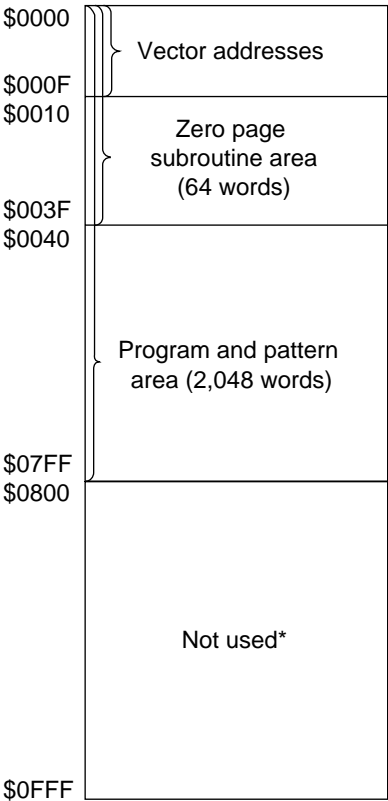 $0000
Vector addresses
$000F
$0010
Zero page
subroutine area
(64 words)
$003F
$0040
Program and pattern
area (2,048 words)
$07FF
$0800
Not used*
$0FFF